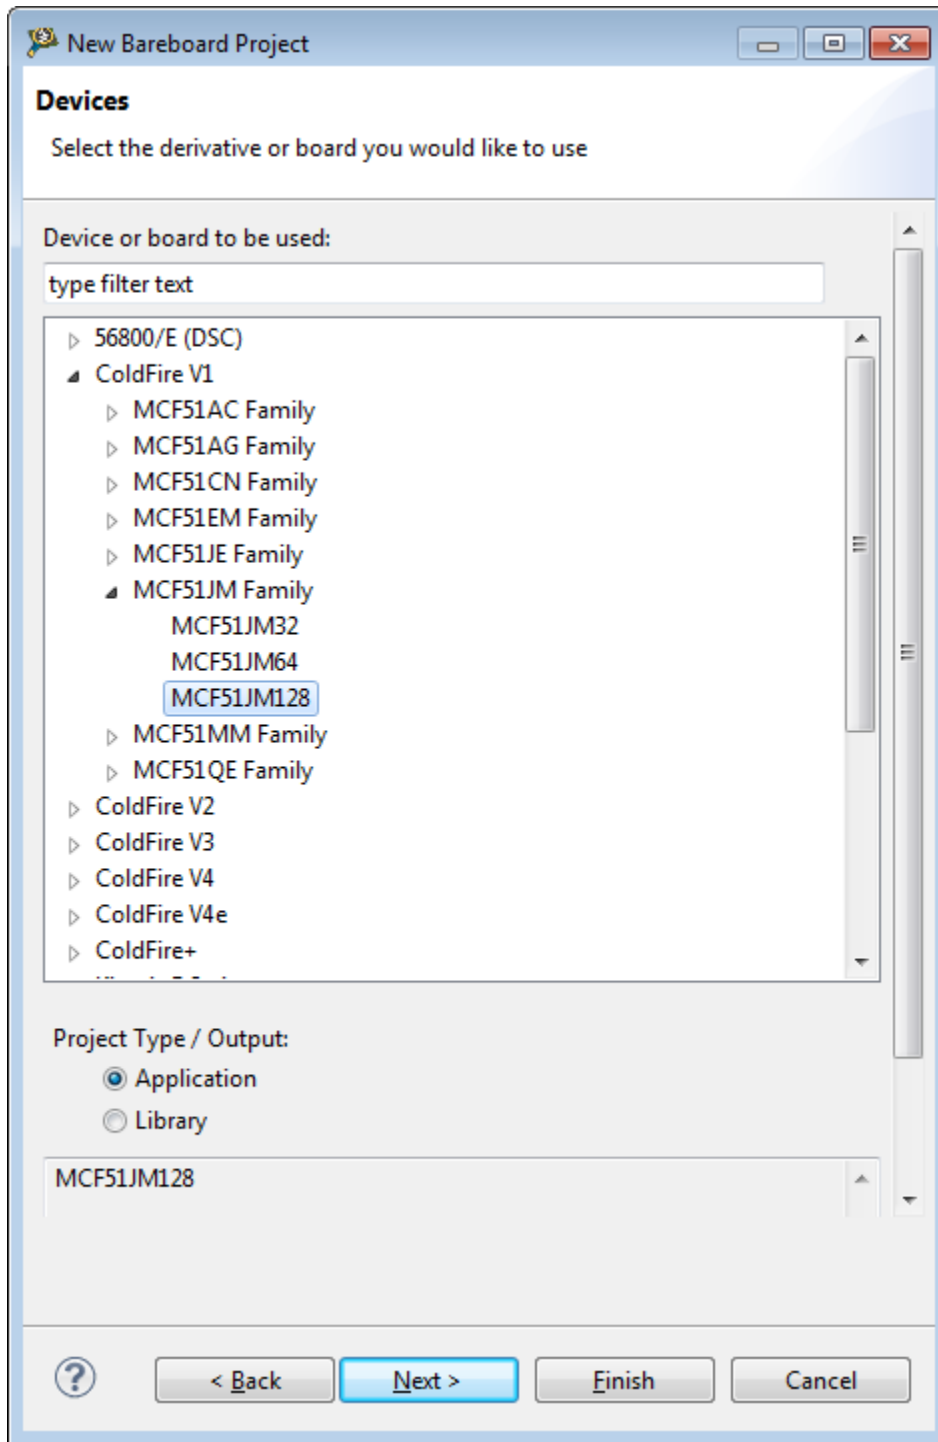 New Bareboard Project
Devices
Select the derivative or board you would like to use
Device or board to be used:
type filter text
56800/E (DSC)
ColdFire V1
MCF51AC Family
MCF51AG Family
MCF51CN Family
MCF51EM Family
MCF51JE Family
MCF51JM Family
MCF51JM32
MCF51JM64
MCF51JM128
MCF51MM Family
MCF51QE Family
ColdFire V2
ColdFire V3
ColdFire V4
ColdFire V4e
ColdFire+
Project Type / Output:
Application
Library
MCF51JM128
? < Back Next > Finish Cancel